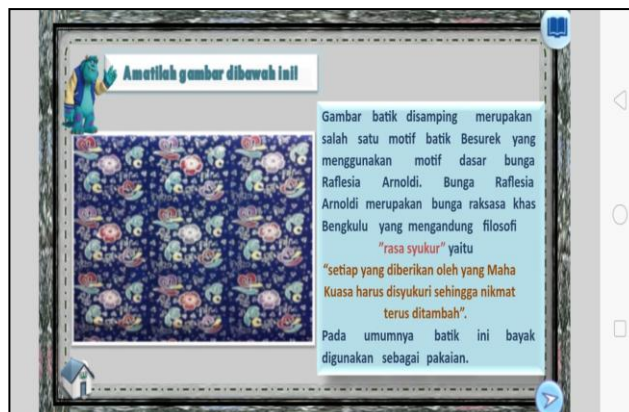 Amatilah gambar dibawah ini!
Gambar batik disamping merupakan
salah satu motif batik Besurek yang
menggunakan motif dasar bunga
Raflesia Arnoldi. Bunga Raflesia
Arnoldi merupakan bunga raksasa khas
Bengkulu yang mengandung filosofi
"rasa syukur" yaitu
"setiap yang diberikan oleh yang Maha
Kuasa harus disyukuri sehingga nikmat
terus ditambah".
Pada umumnya batik ini bayak
digunakan sebagai pakaian.